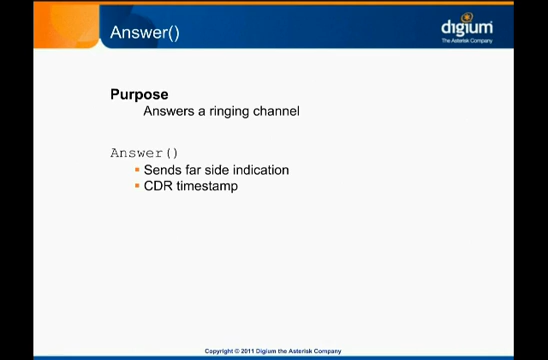 Answer()
digium
The Asterisk Company
Purpose
Answers a ringing channel
Answer()
Sends far side indication
CDR timestamp
Copyright © 2011 Digium the Asterisk Company